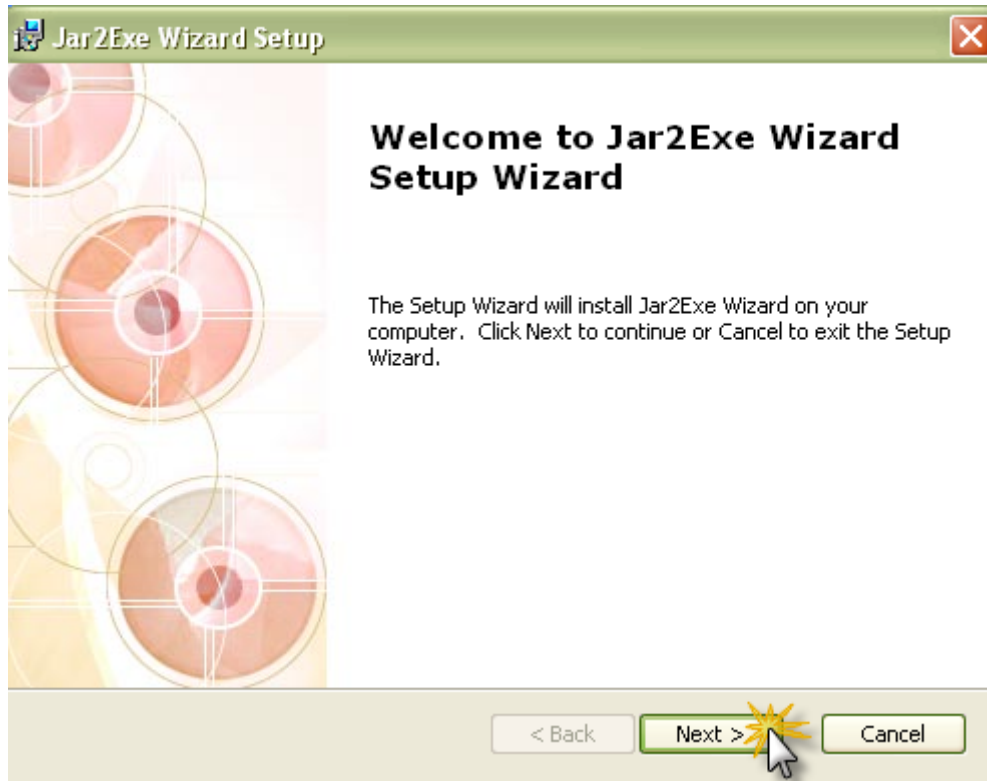 Jar2Exe Wizard Setup
Welcome to Jar2Exe Wizard
Setup Wizard
The Setup Wizard will install Jar2Exe Wizard on your
computer. Click Next to continue or Cancel to exit the Setup
Wizard.
< Back
Next >
Cancel